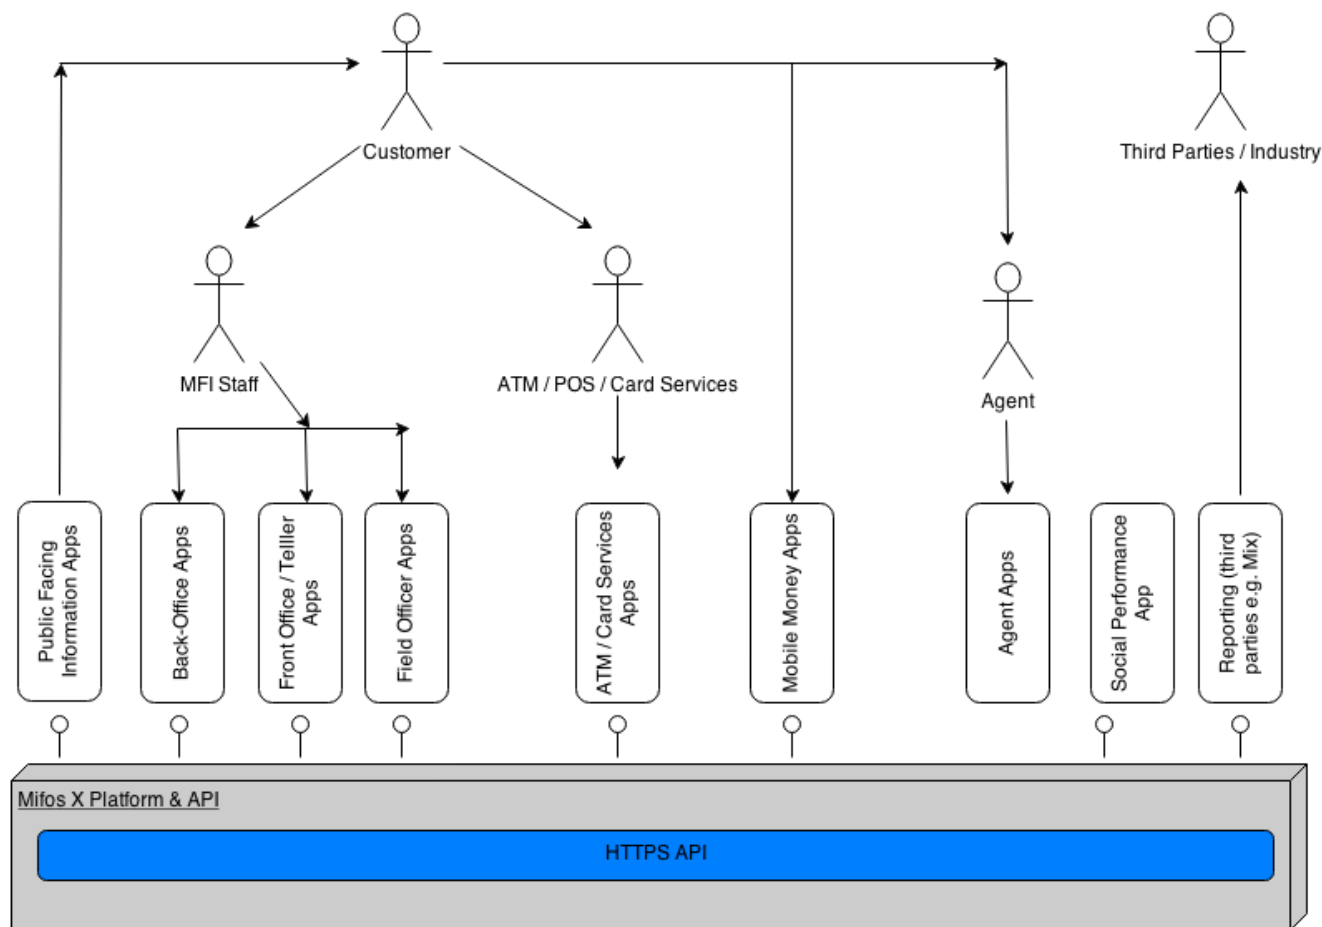 Customer
Third Parties / Industry
MFI Staff
ATM / POS / Card Services
Agent
Public Facing
Information Apps
Back-Office Apps
Front Office / Telller
Apps
Field Officer Apps
ATM / Card Services
Apps
Mobile Money Apps
Agent Apps
Social Performance
App
Reporting (third
parties e.g. Mix)
Mifos X Platform & API
HTTPS API